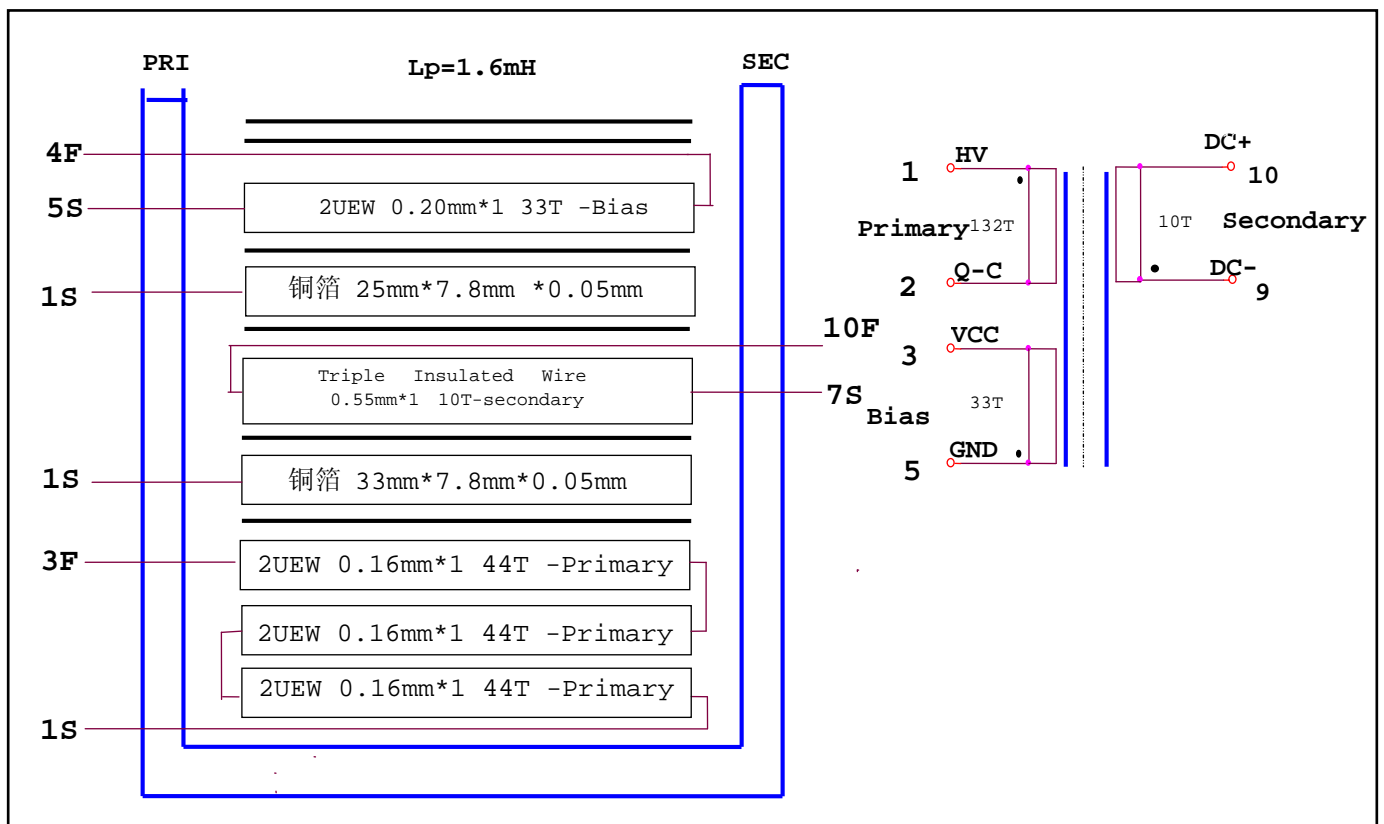 PRI
Lp=1.6mH
SEC
4F
5S
2UEW 0.20mm*1 33T -Bias
1S
铜箔 25mm*7.8mm *0.05mm
10F
Triple Insulated Wire
0.55mm*1 10T-secondary
7S
1S
铜箔 33mm*7.8mm*0.05mm
3F
2UEW 0.16mm*1 44T -Primary
2UEW 0.16mm*1 44T -Primary
2UEW 0.16mm*1 44T -Primary
1S
1 HV
Primary 132T
2 Q-C
3 VCC
Bias 33T
5 GND
DC+
10
10T Secondary
DC-
9